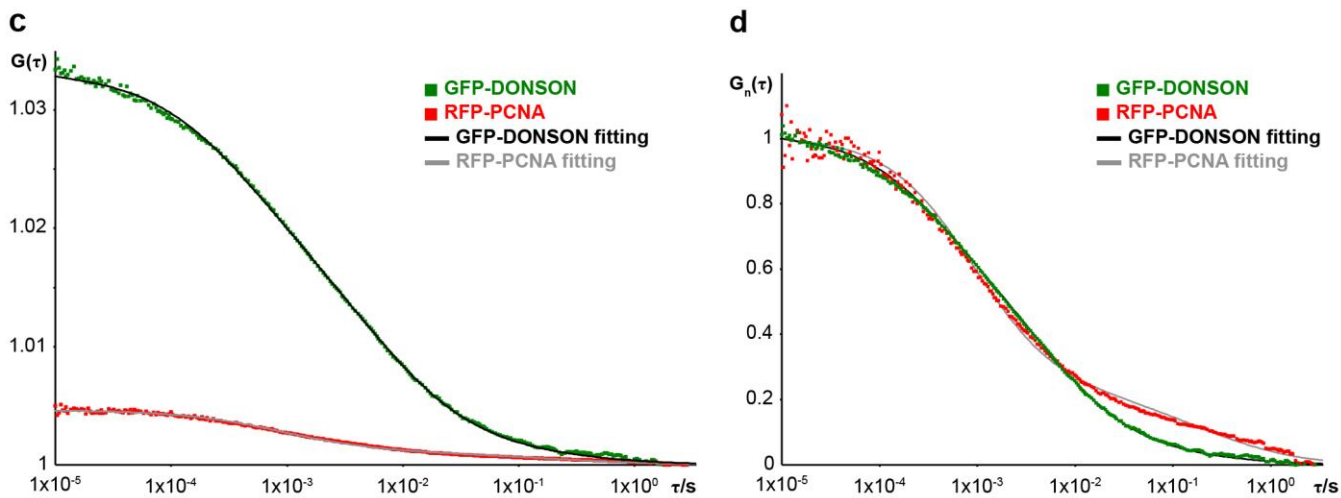 c
G(τ)
1.03
1.02
1.01
1
1x10⁻⁵
1x10⁻⁴
1x10⁻³
1x10⁻²
1x10⁻¹
1x10⁰
τ/s
GFP-DONSON
RFP-PCNA
GFP-DONSON fitting
RFP-PCNA fitting
d
Gₙ(τ)
1
0.8
0.6
0.4
0.2
0
1x10⁻⁵
1x10⁻⁴
1x10⁻³
1x10⁻²
1x10⁻¹
1x10⁰
τ/s
GFP-DONSON
RFP-PCNA
GFP-DONSON fitting
RFP-PCNA fitting